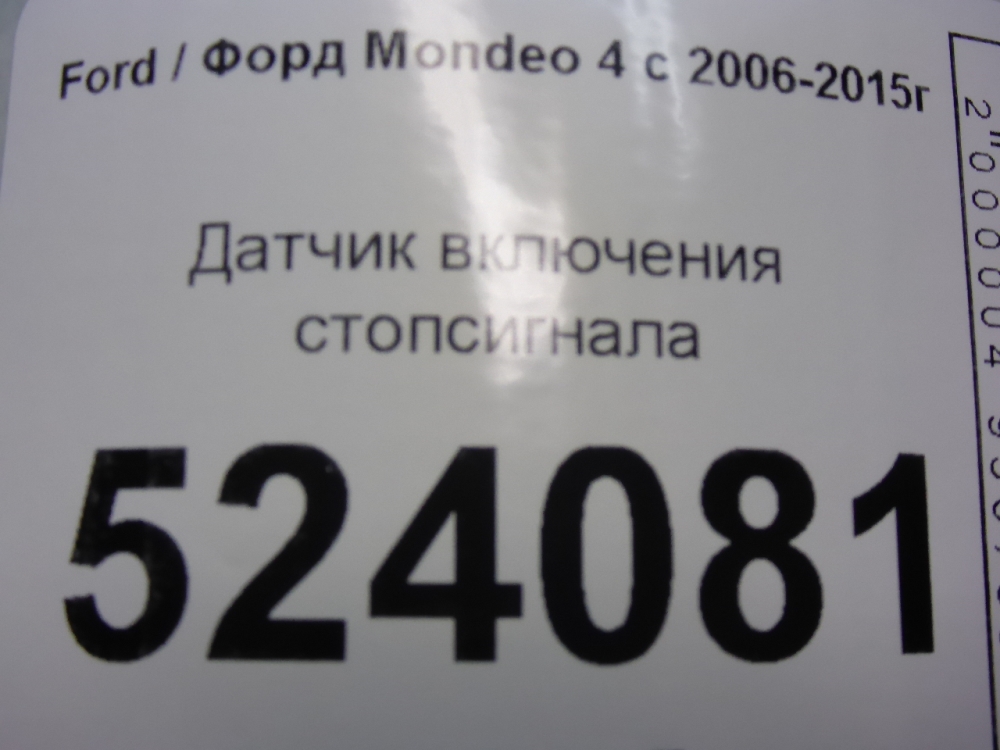 Ford / Форд Mondeo 4 с 2006-2015г
Датчик включения
стопсигнала
524081